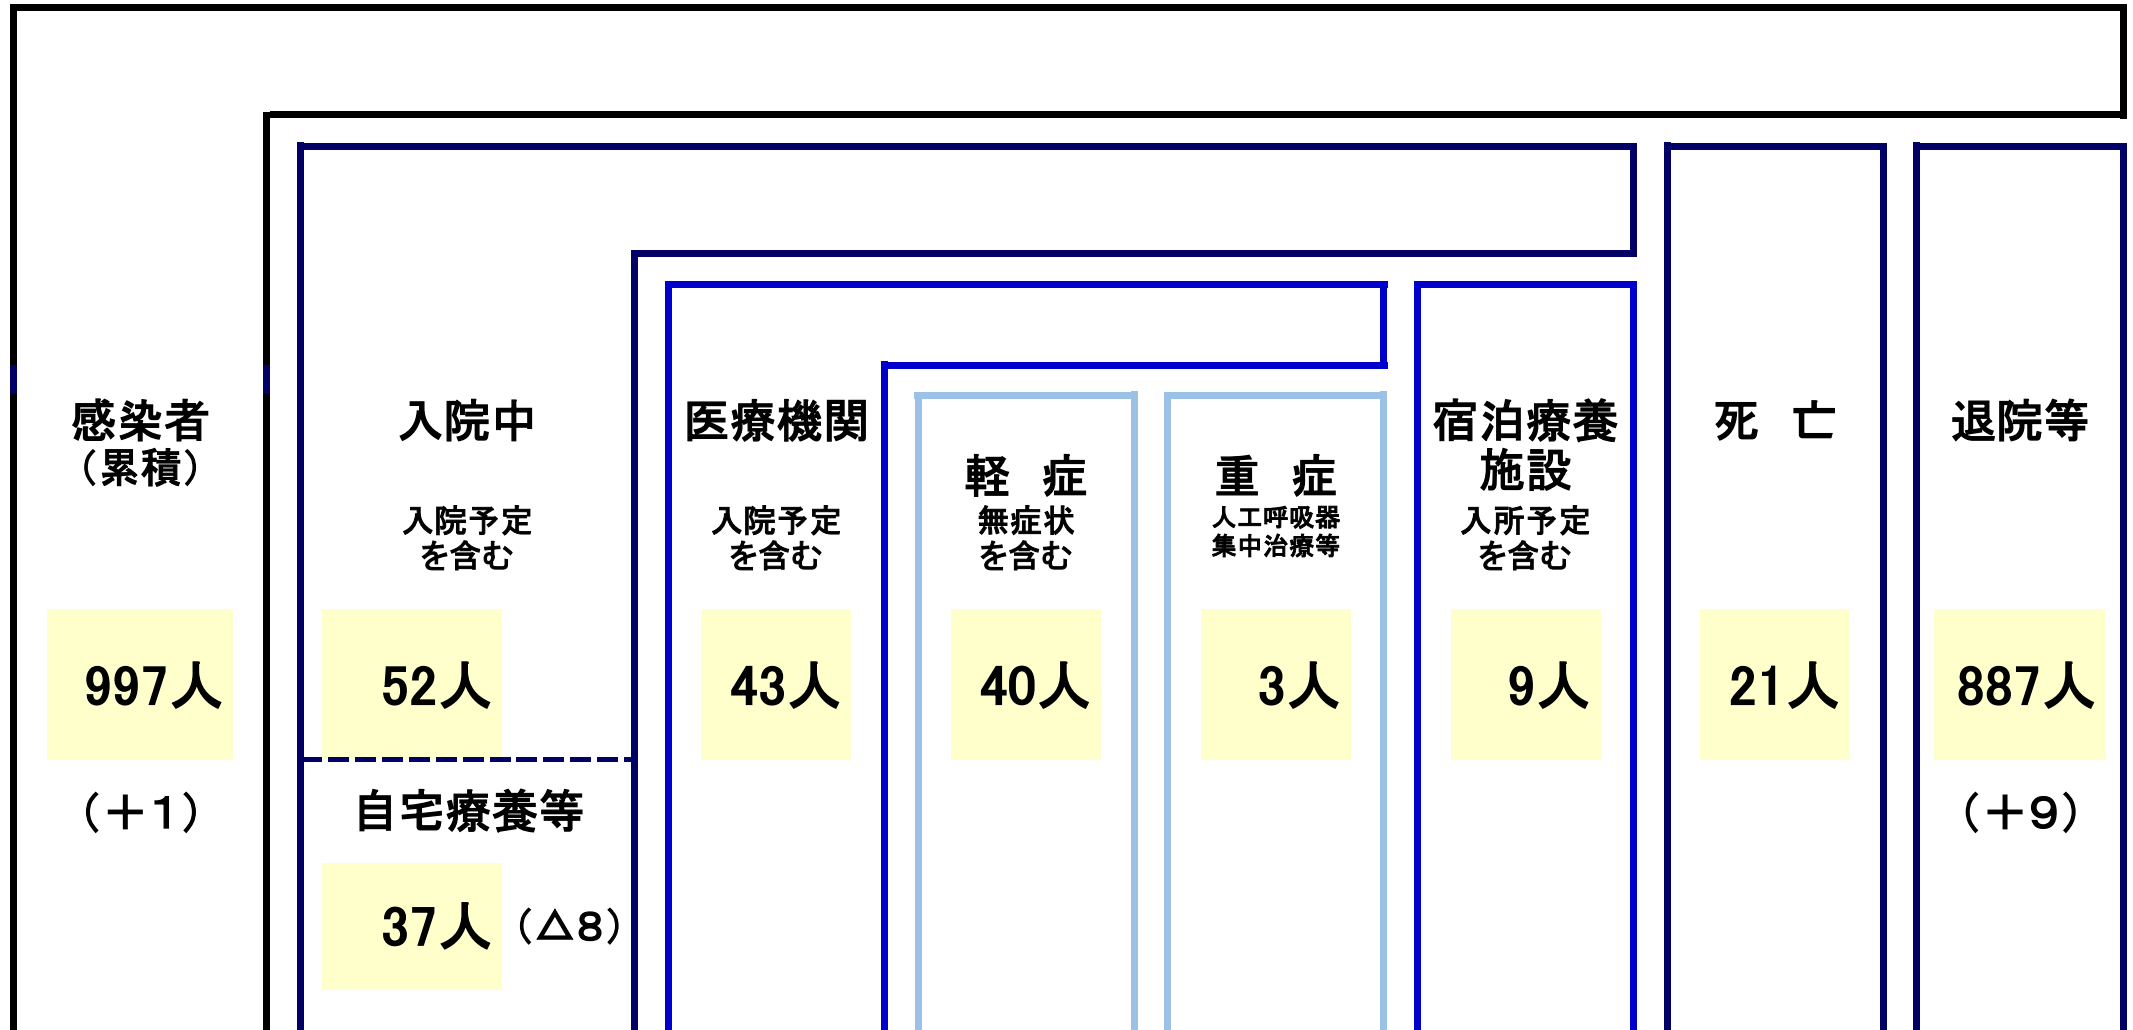 感染者
（累積）
997人
（＋1）
入院中
入院予定
を含む
52人
自宅療養等
37人（△8）
医療機関
入院予定
を含む
43人
軽　症
無症状
を含む
40人
重　症
人工呼吸器
集中治療等
3人
宿泊療養
施設
入所予定
を含む
9人
死　亡
21人
退院等
887人
（＋9）